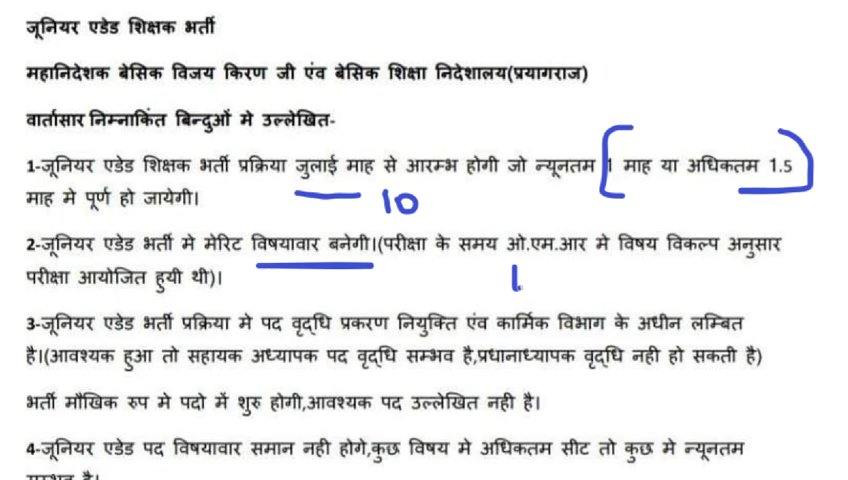 जूनियर एडेड शिक्षक भर्ती
महानिदेशक बेसिक विजय किरण जी एंव बेसिक शिक्षा निदेशालय(प्रयागराज)
वार्तासार निम्नाकिंत बिन्दुओं मे उल्लेखित-
1-जूनियर एडेड शिक्षक भर्ती प्रक्रिया जुलाई माह से आरम्भ होगी जो न्यूनतम 1 माह या अधिकतम 1.5
माह मे पूर्ण हो जायेगी।
10
2-जूनियर एडेड भर्ती मे मेरिट विषयावार बनेगी।(परीक्षा के समय ओ.एम.आर मे विषय विकल्प अनुसार
परीक्षा आयोजित हुयी थी)।
3-जूनियर एडेड भर्ती प्रक्रिया मे पद वृद्धि प्रकरण नियुक्ति एंव कार्मिक विभाग के अधीन लम्बित
है।(आवश्यक हुआ तो सहायक अध्यापक पद वृद्धि सम्भव है,प्रधानाध्यापक वृद्धि नही हो सकती है)
भर्ती मौखिक रुप मे पदो में शुरु होगी,आवश्यक पद उल्लेखित नही है।
4-जूनियर एडेड पद विषयावार समान नही होगे,कुछ विषय मे अधिकतम सीट तो कुछ मे न्यूनतम